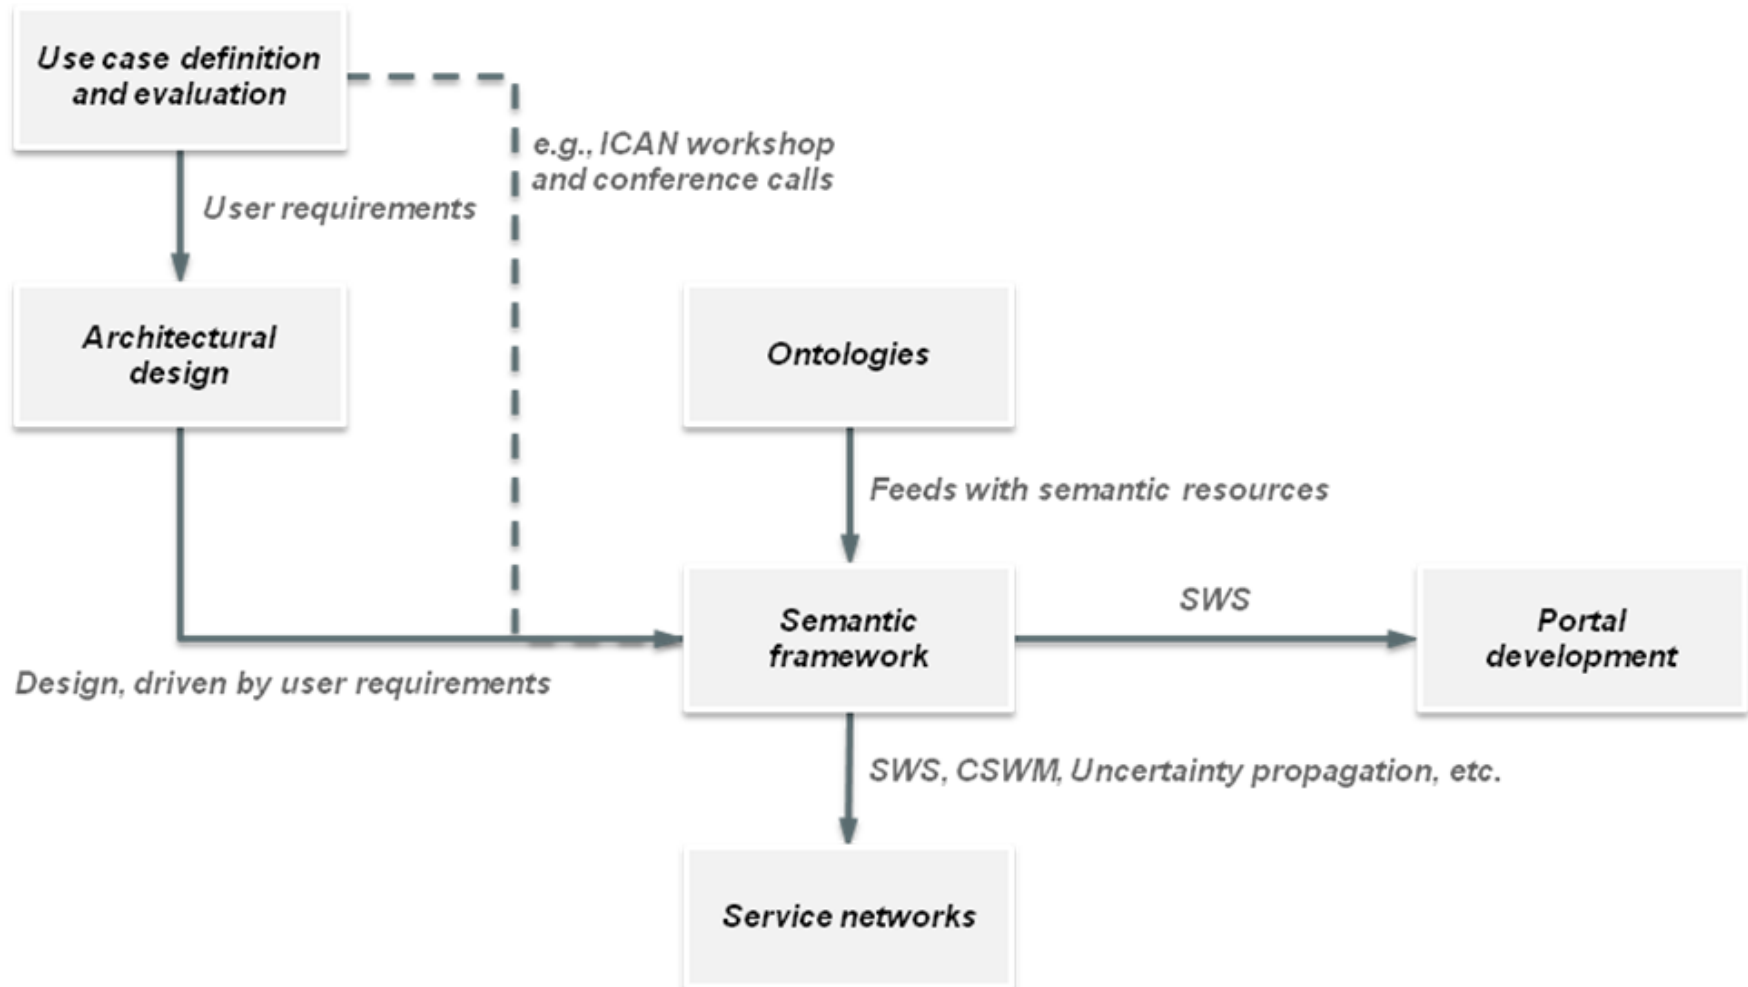 Use case definition
and evaluation
e.g., ICAN workshop
and conference calls
User requirements
Architectural
design
Ontologies
Feeds with semantic resources
SWS
Semantic
framework
Portal
development
Design, driven by user requirements
SWS, CSWM, Uncertainty propagation, etc.
Service networks